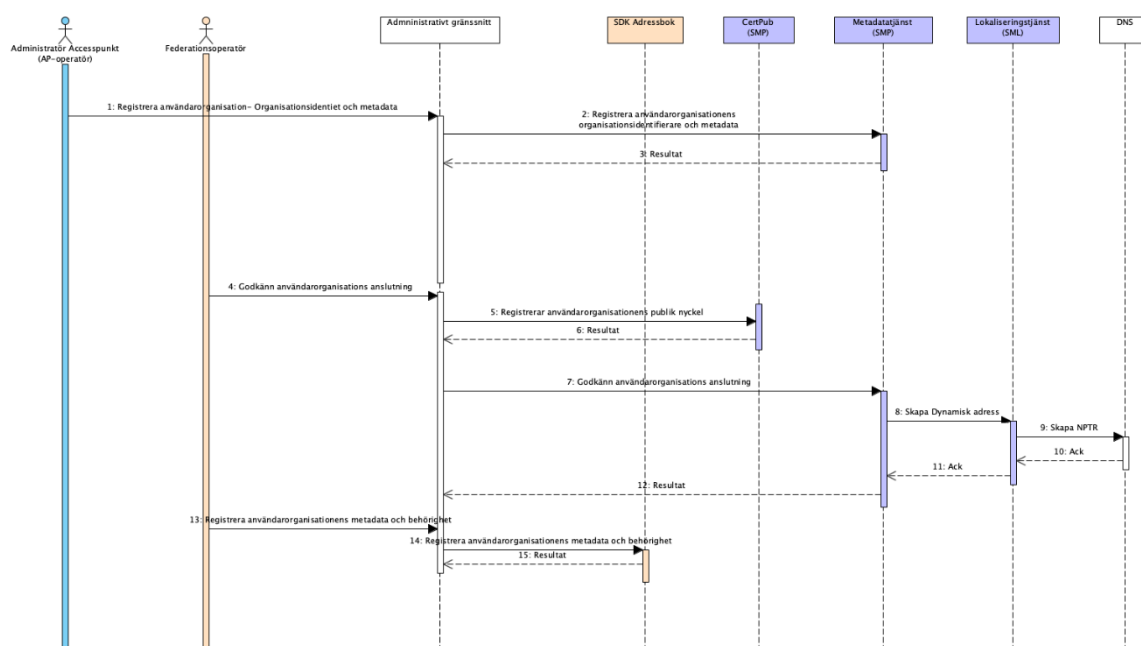 Administratör Accesspunkt
(AP-operatör)
Federationsoperatör
Admninistrativt gränssnitt
SDK Adressbok
CertPub
(SMP)
Metadatatjänst
(SMP)
Lokaliseringstjänst
(SML)
DNS
1: Registrera användarorganisation- Organisationsidentiet och metadata
2: Registrera användarorganisationens
organisationsidentifierare och metadata
3: Resultat
4: Godkänn användarorganisations anslutning
5: Registrerar användarorganisationens publik nyckel
6: Resultat
7: Godkänn användarorganisations anslutning
8: Skapa Dynamisk adress
9: Skapa NPTR
10: Ack
11: Ack
12: Resultat
13: Registrera användarorganisationens metadata och behörighet
14: Registrera användarorganisationens metadata och behörighet
15: Resultat